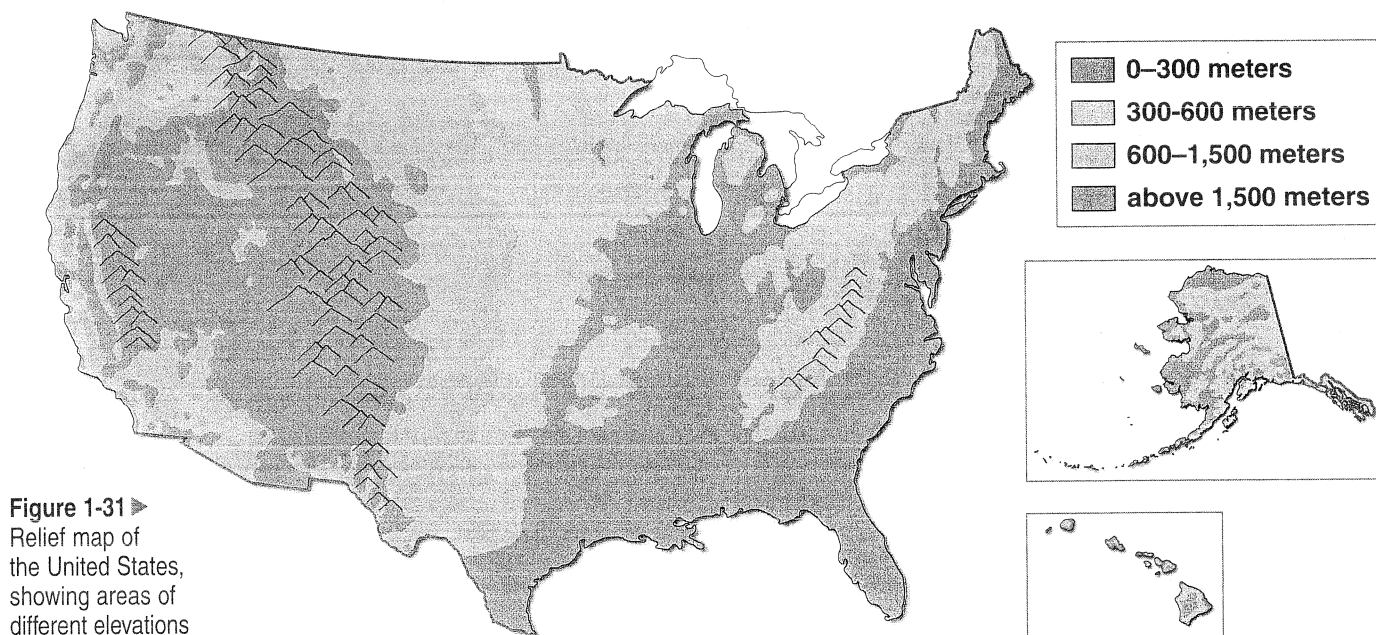 0–300 meters
300-600 meters
600–1,500 meters
above 1,500 meters
Figure 1-31 ▶
Relief map of
the United States,
showing areas of
different elevations